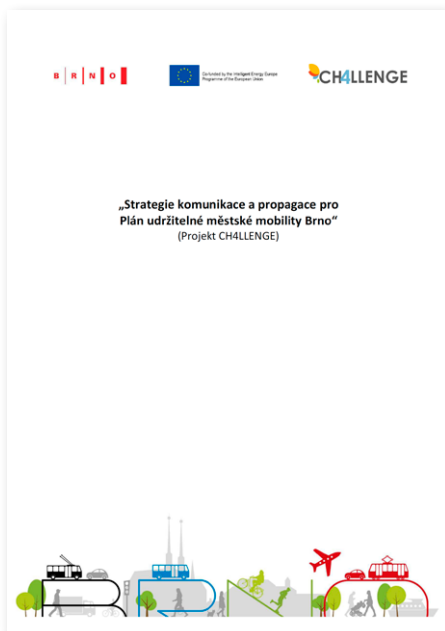 B | R | N | O
Co-funded by the Intelligent Energy Europe
Programme of the European Union
CH4LLENGE
„Strategie komunikace a propagace pro
Plán udržitelné městské mobility Brno“
(Projekt CH4LLENGE)
BRNO